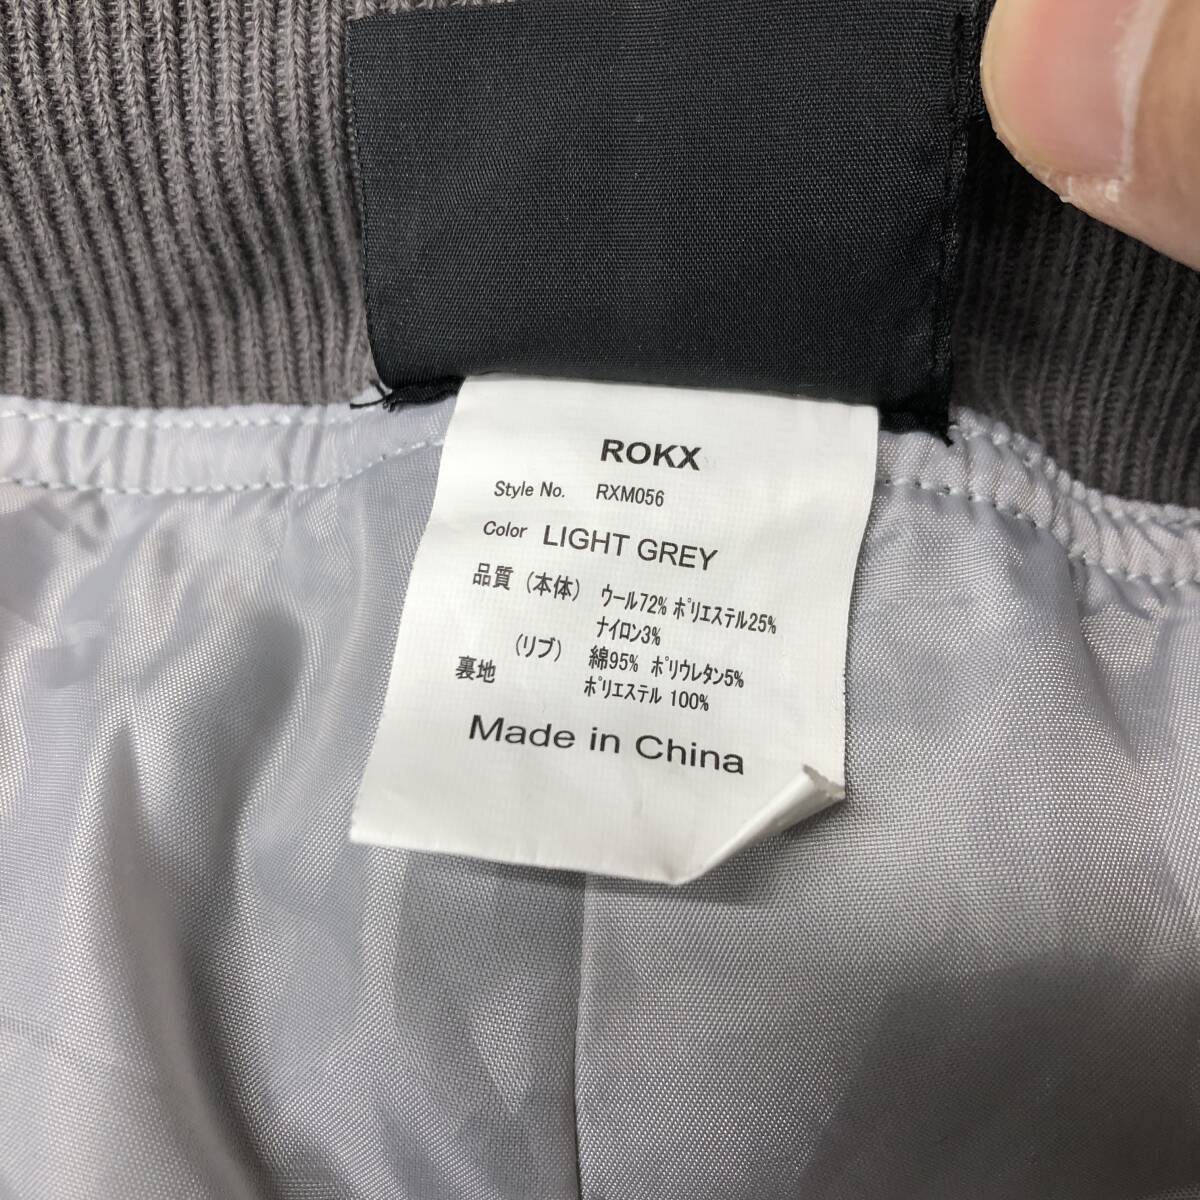 ROKX
Style No. RXM056
Color LIGHT GREY
品質 (本体) ウール72% ポリエステル25%
ナイロン3%
(リブ) 綿95% ポリウレタン5%
裏地 ポリエステル 100%
Made in China